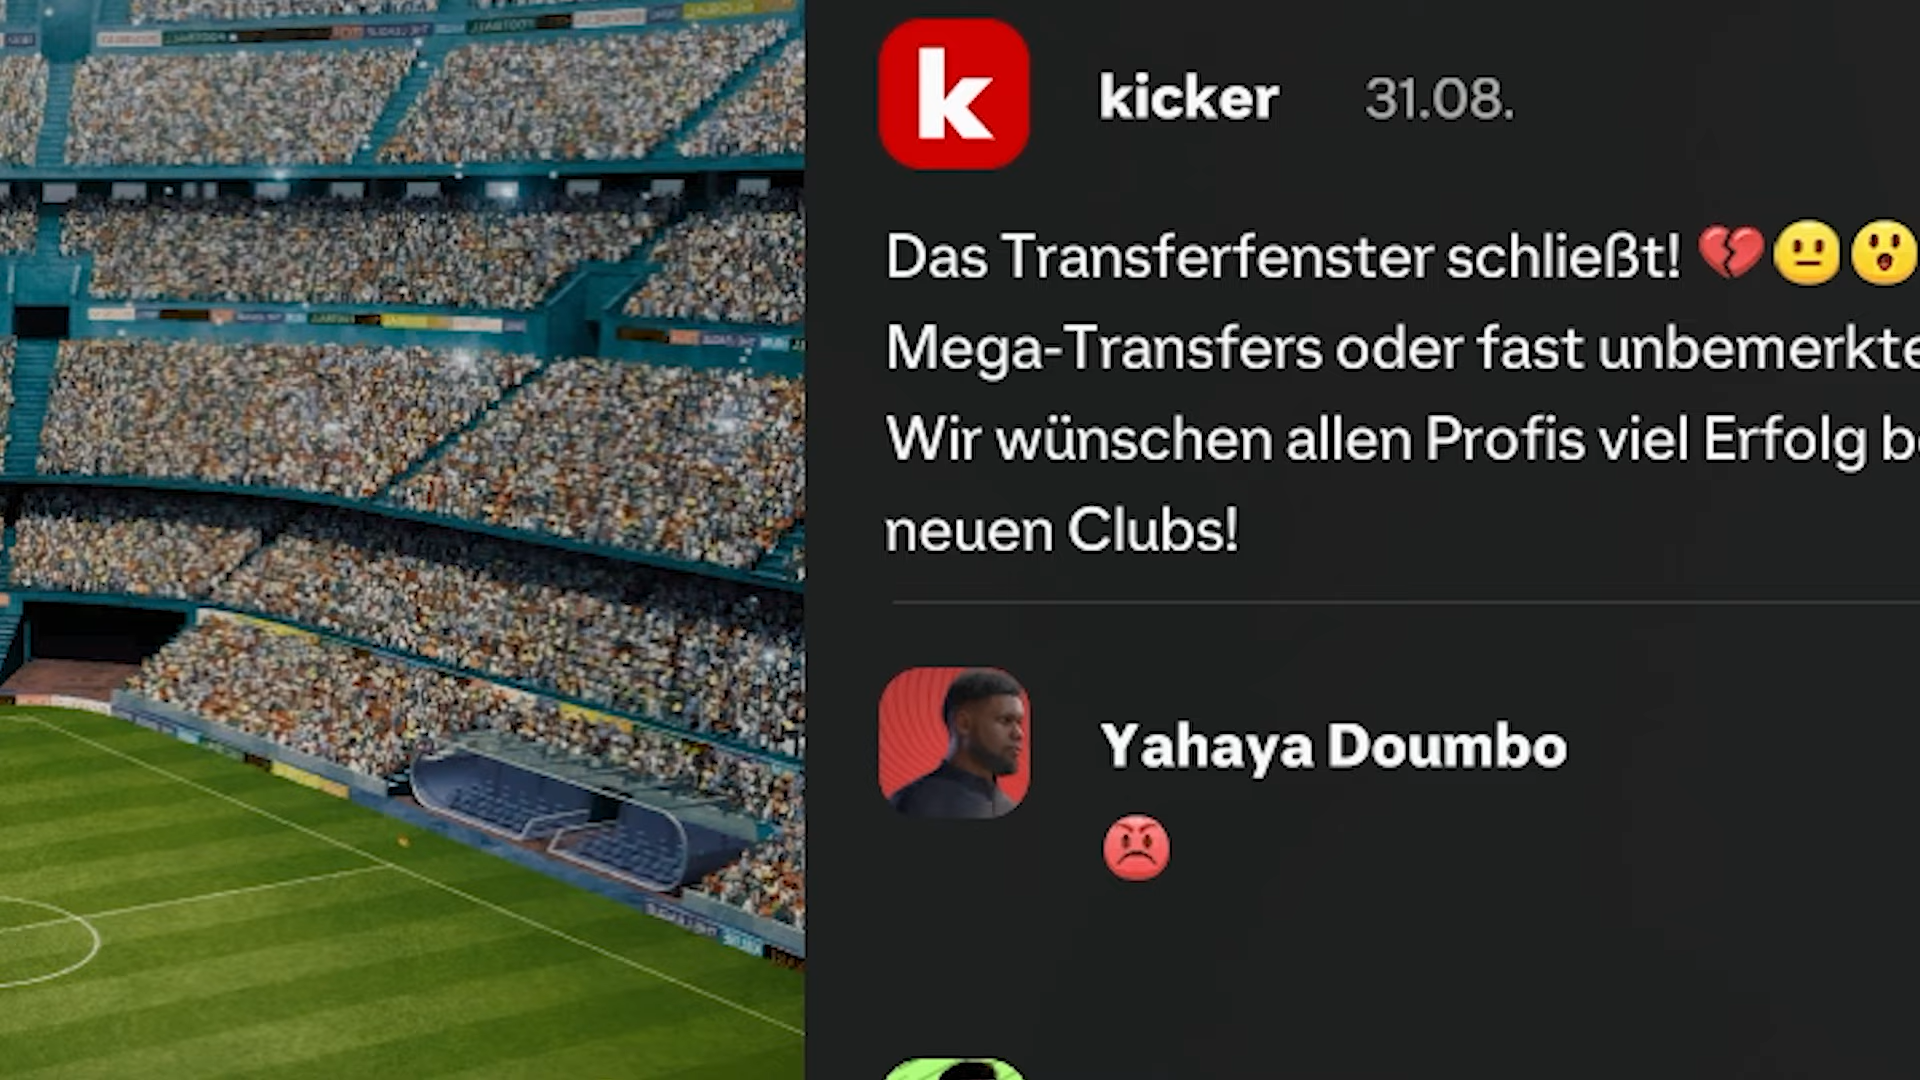 k
kicker 31.08.
Das Transferfenster schließt! 💔😐😮
Mega-Transfers oder fast unbemerkte
Wir wünschen allen Profis viel Erfolg be
neuen Clubs!
Yahaya Doumbo
😡